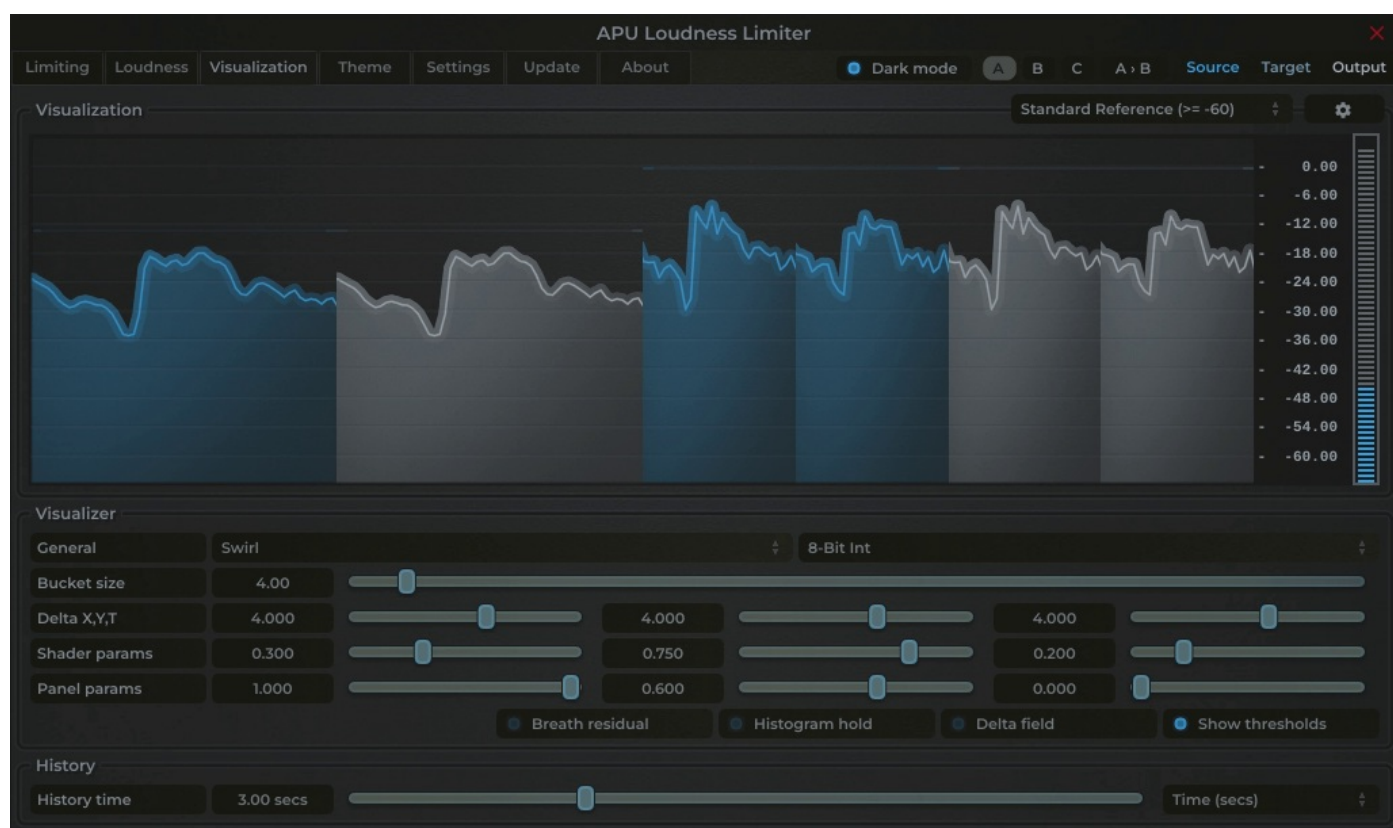 APU Loudness Limiter
Limiting Loudness Visualization Theme Settings Update About Dark mode A B C A › B Source Target Output
Visualization Standard Reference (>= -60)
- 0.00
- -6.00
- -12.00
- -18.00
- -24.00
- -30.00
- -36.00
- -42.00
- -48.00
- -54.00
- -60.00
Visualizer
General Swirl 8-Bit Int
Bucket size 4.00
Delta X,Y,T 4.000 4.000 4.000
Shader params 0.300 0.750 0.200
Panel params 1.000 0.600 0.000
Breath residual Histogram hold Delta field Show thresholds
History
History time 3.00 secs Time (secs)